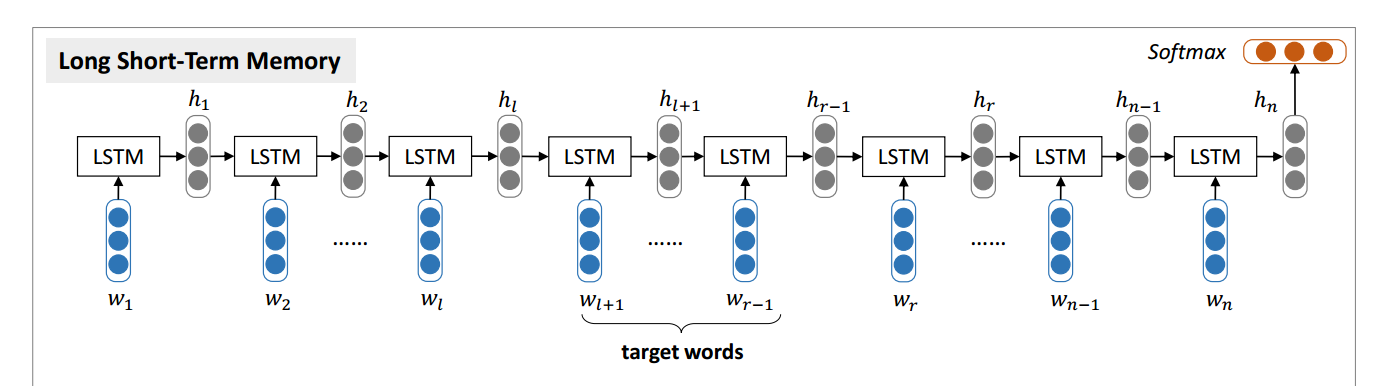 Long Short-Term Memory
Softmax
h₁ h₂ hₗ hₗ₊₁ hᵣ₋₁ hᵣ hₙ₋₁ hₙ
LSTM LSTM LSTM LSTM LSTM LSTM LSTM LSTM
...... ...... ......
w₁ w₂ wₗ wₗ₊₁ wᵣ₋₁ wᵣ wₙ₋₁ wₙ
target words